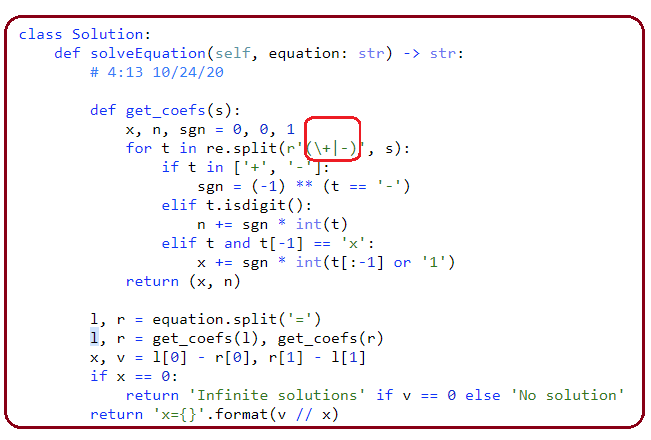 class Solution:
    def solveEquation(self, equation: str) -> str:
        # 4:13 10/24/20

        def get_coefs(s):
            x, n, sgn = 0, 0, 1
            for t in re.split(r'(\+|-)', s):
                if t in ['+', '-']:
                    sgn = (-1) ** (t == '-')
                elif t.isdigit():
                    n += sgn * int(t)
                elif t and t[-1] == 'x':
                    x += sgn * int(t[:-1] or '1')
            return (x, n)

        l, r = equation.split('=')
        l, r = get_coefs(l), get_coefs(r)
        x, v = l[0] - r[0], r[1] - l[1]
        if x == 0:
            return 'Infinite solutions' if v == 0 else 'No solution'
        return 'x={}'.format(v // x)